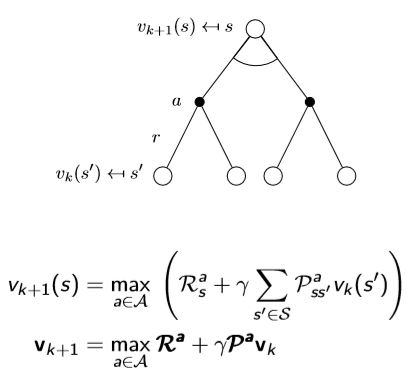 v_{k+1}(s) ↤ s
a
r
v_k(s′) ↤ s′
v_{k+1}(s) = max_{a∈𝒜} ( ℛ^a_s + γ ∑_{s′∈𝒮} 𝒫^a_{ss′} v_k(s′) )
𝐯_{k+1} = max_{a∈𝒜} 𝓡^𝒂 + γ𝓟^𝒂 𝐯_k